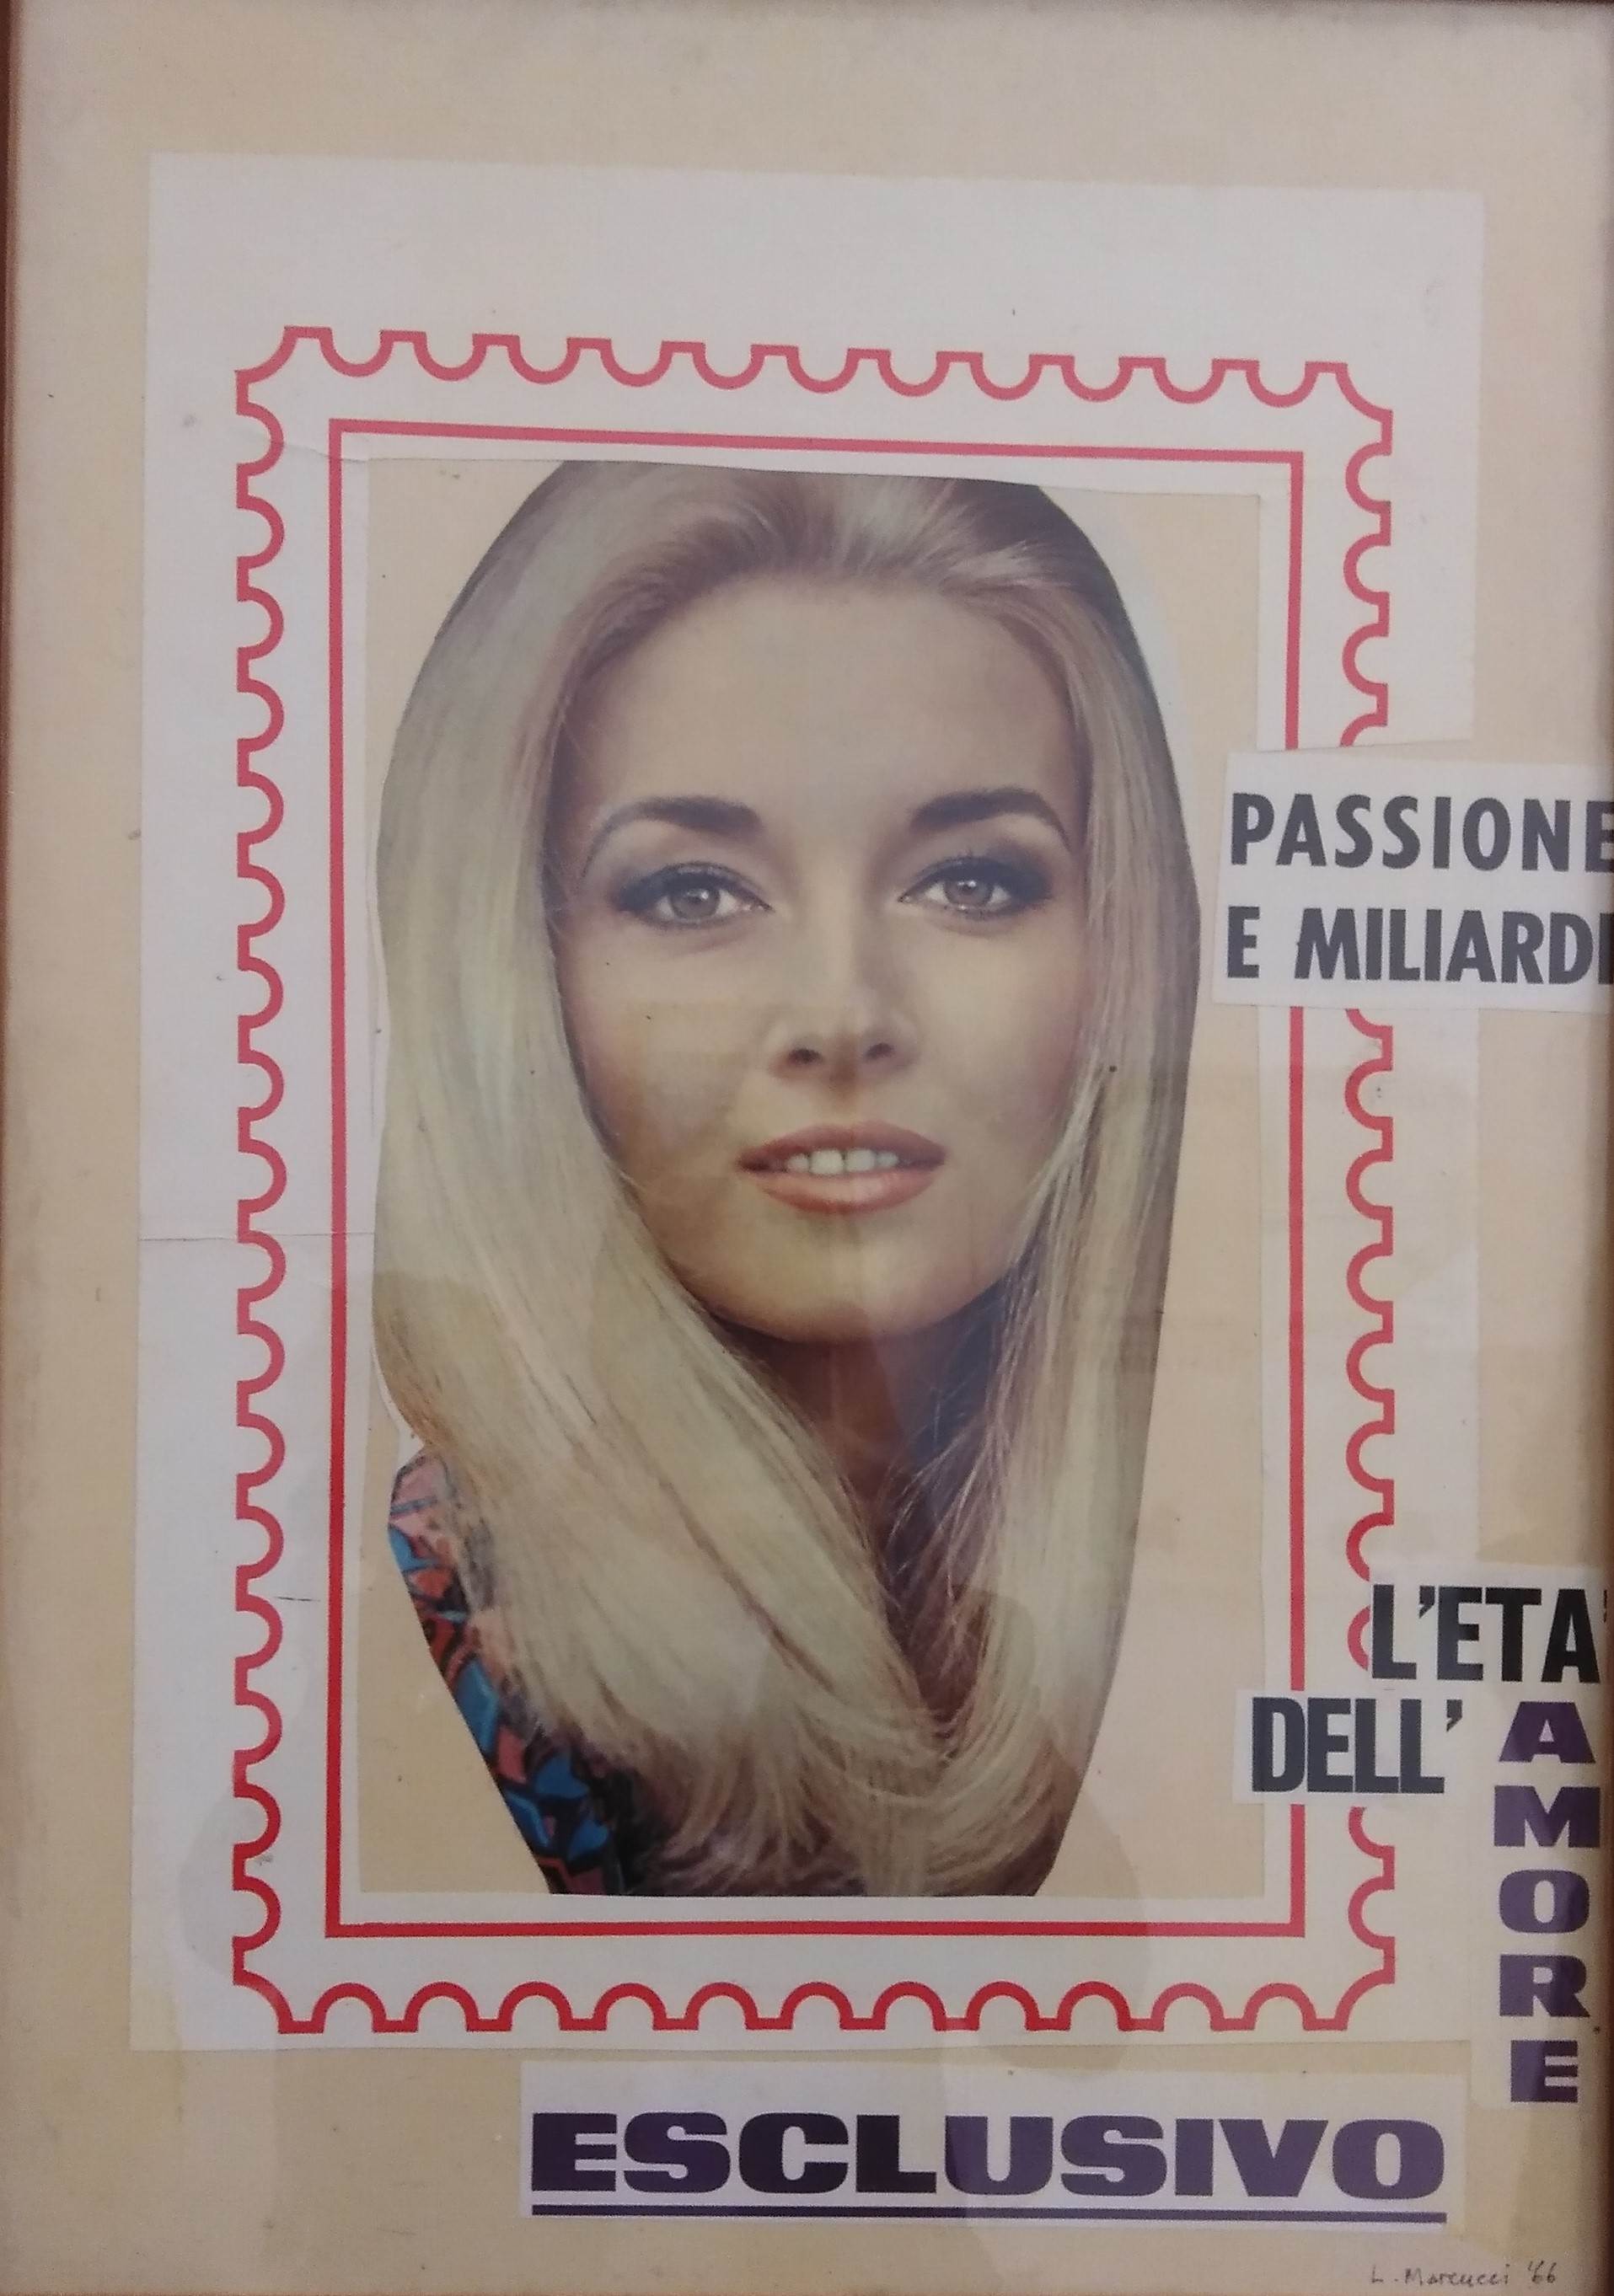 PASSIONE
E MILIARDI
L'ETA'
DELL'
AMORE
ESCLUSIVO
L. Marcucci '66